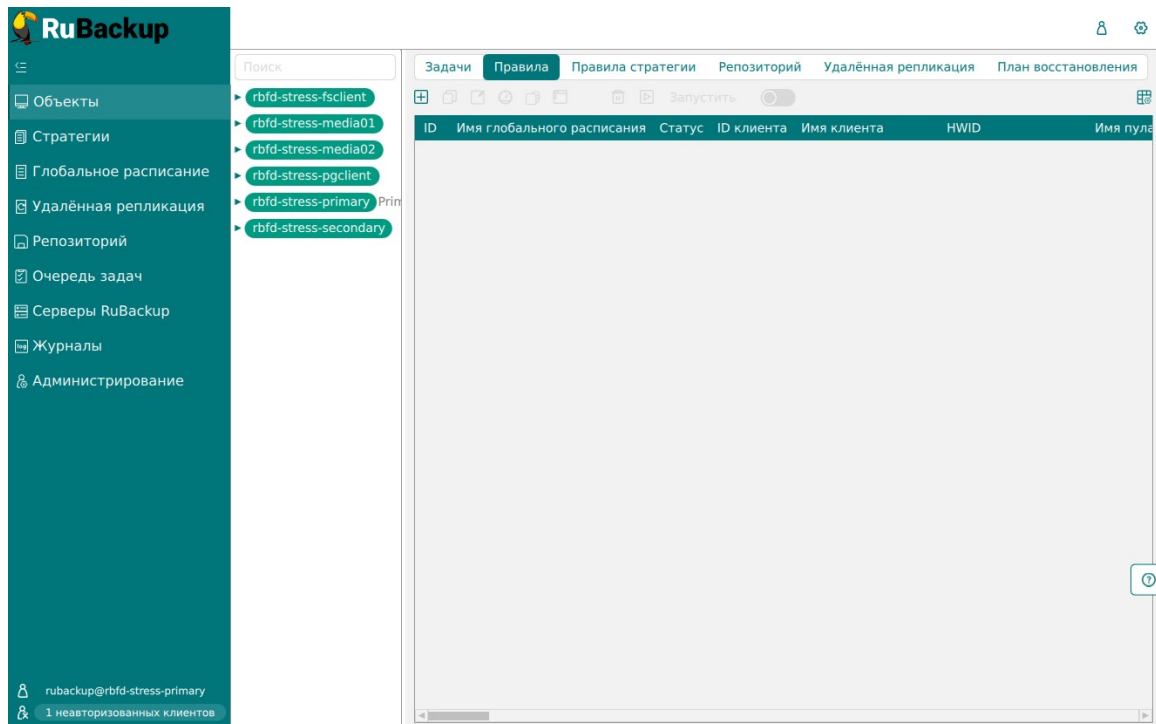 RuBackup
Объекты
Стратегии
Глобальное расписание
Удалённая репликация
Репозиторий
Очередь задач
Серверы RuBackup
log Журналы
Администрирование
rubackup@rbfd-stress-primary
1 неавторизованных клиентов
Поиск
rbfd-stress-fsclient
rbfd-stress-media01
rbfd-stress-media02
rbfd-stress-pgclient
rbfd-stress-primary Prim
rbfd-stress-secondary
Задачи Правила Правила стратегии Репозиторий Удалённая репликация План восстановления
Запустить
ID Имя глобального расписания Статус ID клиента Имя клиента HWID Имя пула